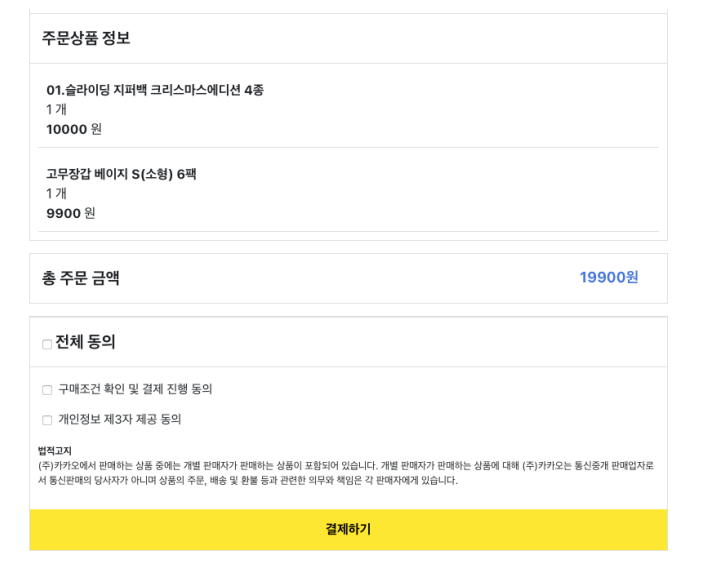 주문상품 정보
01.슬라이딩 지퍼백 크리스마스에디션 4종
1 개
10000 원
고무장갑 베이지 S(소형) 6팩
1 개
9900 원
총 주문 금액
19900원
전체 동의
구매조건 확인 및 결제 진행 동의
개인정보 제3자 제공 동의
법적고지
(주)카카오에서 판매하는 상품 중에는 개별 판매자가 판매하는 상품이 포함되어 있습니다. 개별 판매자가 판매하는 상품에 대해 (주)카카오는 통신중개 판매업자로
서 통신판매의 당사자가 아니며 상품의 주문, 배송 및 환불 등과 관련한 의무와 책임은 각 판매자에게 있습니다.
결제하기